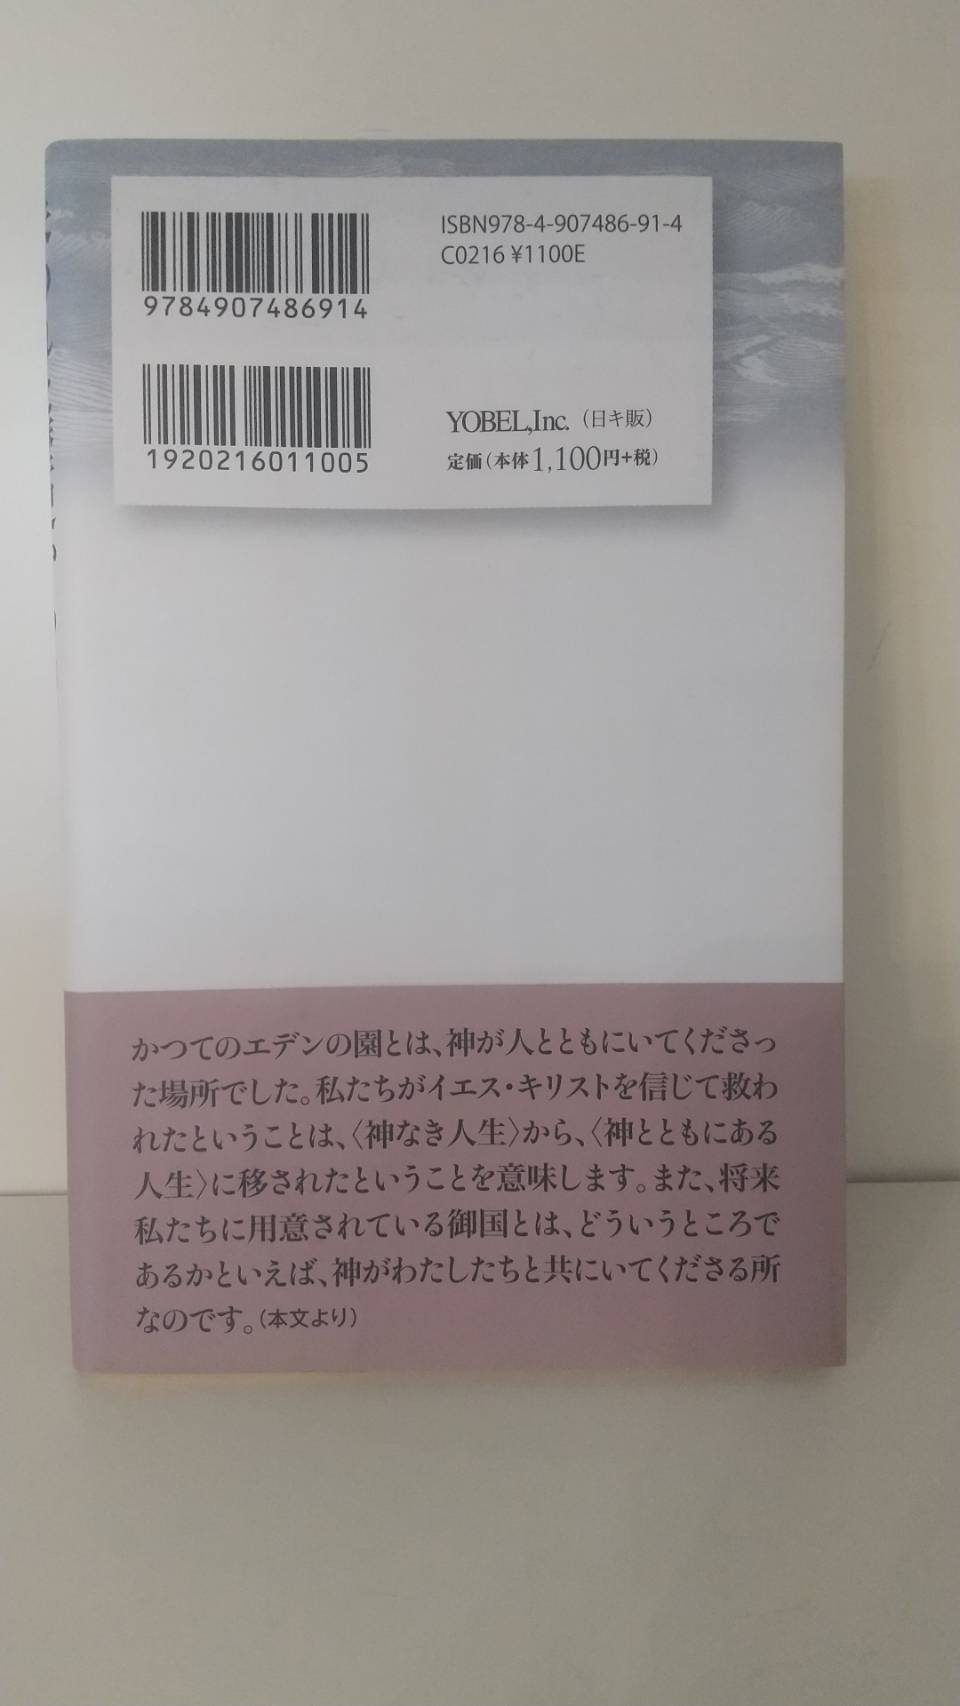 ISBN978-4-907486-91-4
C0216 ¥1100E
9784907486914
1920216011005
YOBEL,Inc.（日キ販）
定価（本体1,100円+税）
かつてのエデンの園とは、神が人とともにいてくださっ
た場所でした。私たちがイエス・キリストを信じて救わ
れたということは、〈神なき人生〉から、〈神とともにある
人生〉に移されたということを意味します。また、将来
私たちに用意されている御国とは、どういうところで
あるかといえば、神がわたしたちと共にいてくださる所
なのです。（本文より）